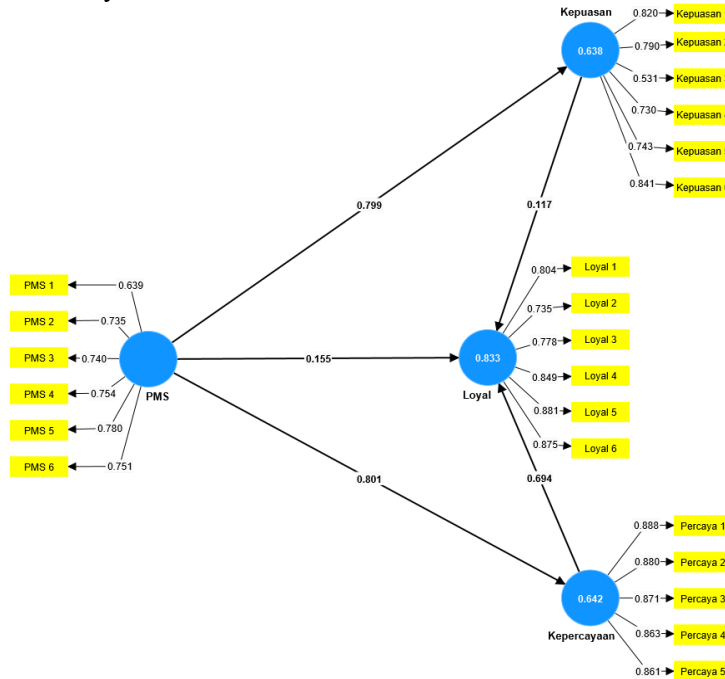 Kepuasan
0.638
0.820
0.790
0.531
0.730
0.743
0.841
Kepuasan
Kepuasan
Kepuasan
Kepuasan
Kepuasan
Kepuasan
0.799
0.117
PMS 1
PMS 2
PMS 3
PMS 4
PMS 5
PMS 6
0.639
0.735
0.740
0.754
0.780
0.751
PMS
0.155
0.833
Loyal
0.804
0.735
0.778
0.849
0.881
0.875
Loyal 1
Loyal 2
Loyal 3
Loyal 4
Loyal 5
Loyal 6
0.801
0.694
0.642
Kepercayaan
0.888
0.880
0.871
0.863
0.861
Percaya 1
Percaya 2
Percaya 3
Percaya 4
Percaya 5